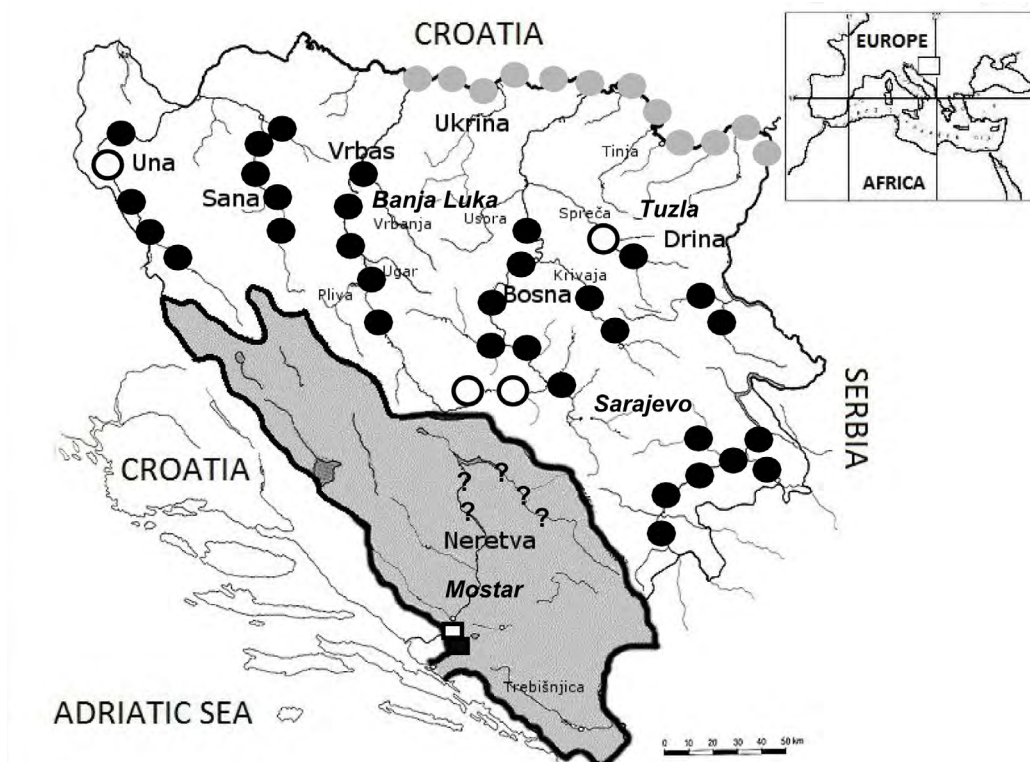 CROATIA
EUROPE
AFRICA
Ukrina
Tinja
Una
Vrbas
Sana
Banja Luka
Vrbanja
Usora
Spreča
Tuzla
Drina
Ugar
Krivaja
Pliva
Bosna
SERBIA
Sarajevo
CROATIA
?
?
?
?
?
Neretva
Mostar
Trebišnjica
ADRIATIC SEA
0 10 20 30 40 50 km